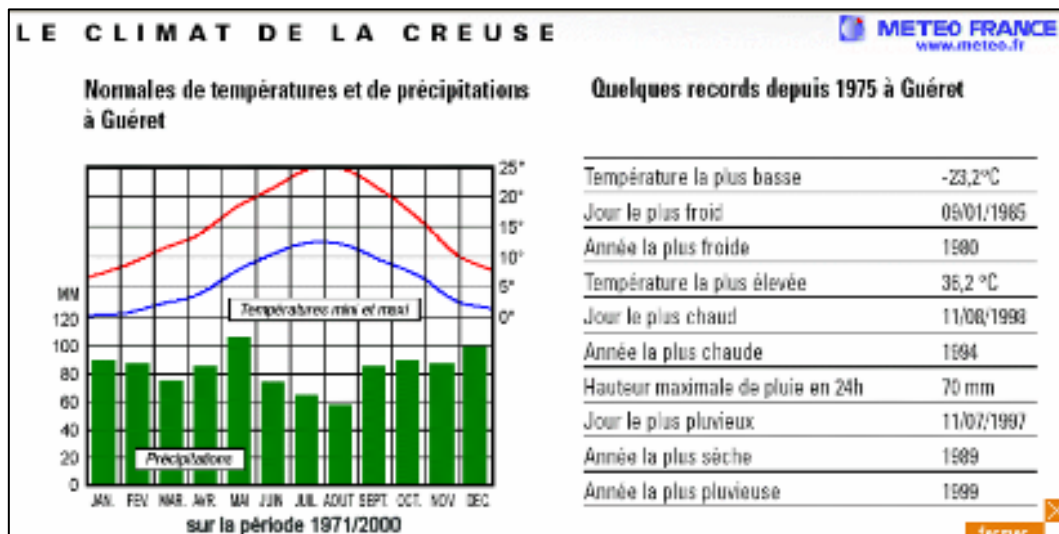 LE CLIMAT DE LA CREUSE
METEO FRANCE
www.meteo.fr
Normales de températures et de précipitations
à Guéret
25°
20°
15°
10°
5°
0°
MM
120
100
80
60
40
20
0
Températures mini et maxi
Précipitations
JAN. FEV MAR. AVR. MAI JUIN JUIL AOUT SEPT. OCT. NOV DEC
sur la période 1971/2000
Quelques records depuis 1975 à Guéret
Température la plus basse -23,2°C
Jour le plus froid 09/01/1985
Année la plus froide 1980
Température la plus élevée 36,2 °C
Jour le plus chaud 11/08/1998
Année la plus chaude 1994
Hauteur maximale de pluie en 24h 70 mm
Jour le plus pluvieux 11/07/1997
Année la plus sèche 1989
Année la plus pluvieuse 1999
fermer